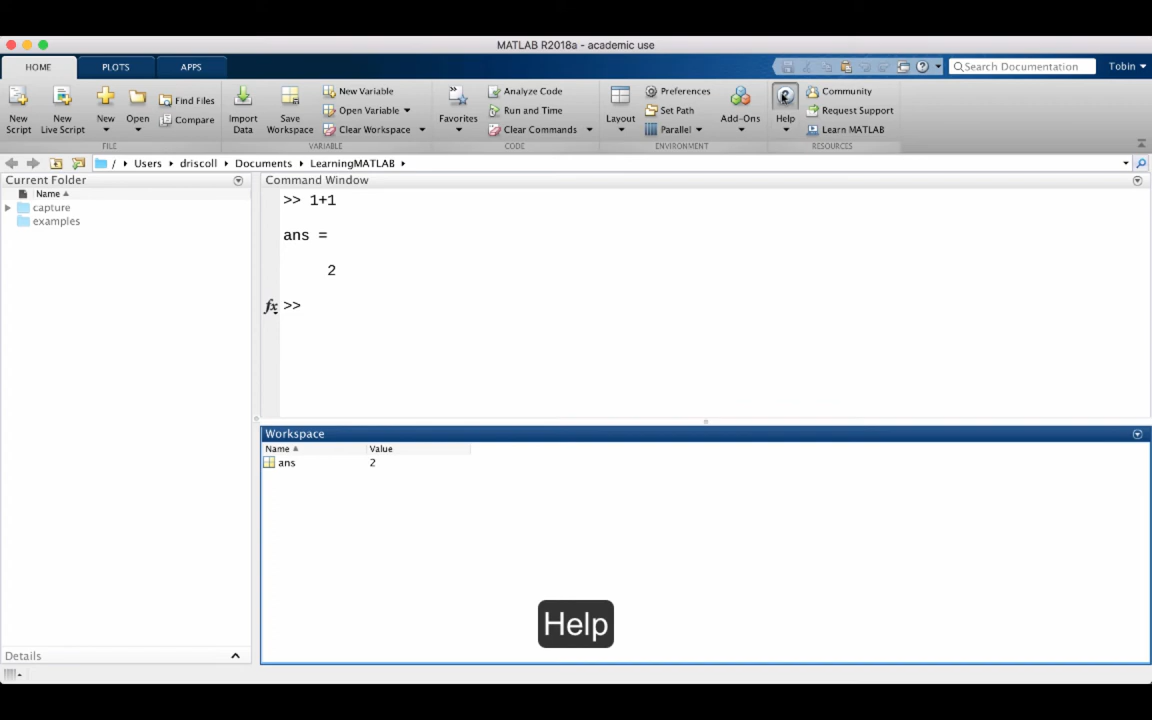 MATLAB R2018a - academic use
HOME PLOTS APPS Search Documentation Tobin
New Script
New Live Script
New
Open
Find Files
Compare
FILE
Import Data
Save Workspace
New Variable
Open Variable
Clear Workspace
VARIABLE
Favorites
Analyze Code
Run and Time
Clear Commands
CODE
Layout
Preferences
Set Path
Parallel
Add-Ons
ENVIRONMENT
Help
Community
Request Support
Learn MATLAB
RESOURCES
/ Users driscoll Documents LearningMATLAB
Current Folder
Name
capture
examples
Details
Command Window
>> 1+1
ans =
2
fx >>
Workspace
Name Value
ans 2
Help